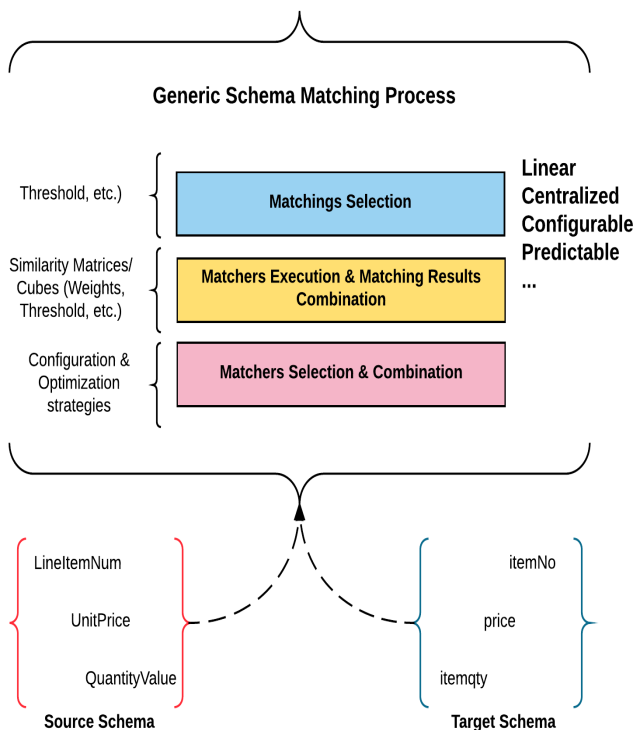 Generic Schema Matching Process
Threshold, etc.)
Matchings Selection
Linear
Centralized
Configurable
Predictable
...
Similarity Matrices/
Cubes (Weights,
Threshold, etc.)
Matchers Execution & Matching Results
Combination
Configuration &
Optimization
strategies
Matchers Selection & Combination
LineItemNum
UnitPrice
QuantityValue
Source Schema
itemNo
price
itemqty
Target Schema